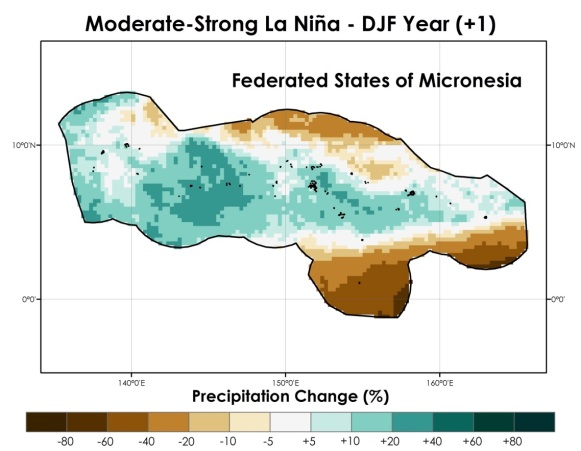 Moderate-Strong La Niña - DJF Year (+1)
Federated States of Micronesia
10°0'N 10°0'N
0°0' 0°0'
140°0'E 150°0'E 160°0'E
Precipitation Change (%)
-80 -60 -40 -20 -10 -5 +5 +10 +20 +40 +60 +80